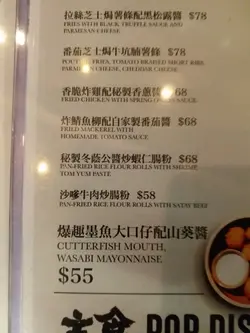 拉絲芝士焗薯條配黑松露醬 $78
FRIES WITH BLACK TRUFFLE SAUCE AND
PARMESAN CHEESE
番茄芝士焗牛坑腩薯條 $78
FRIES, TOMATO BRAISED SHORT RIBS,
PARMESAN CHEESE, CHEDDAR CHEESE
香脆炸雞配秘製香蔥醬 $68
FRIED CHICKEN WITH SPRING ONION SAUCE
炸鯖魚柳配自家製番茄醬 $68
FRIED MACKEREL WITH
HOMEMADE TOMATO SAUCE
秘製冬蔭公醬炒蝦仁腸粉 $68
PAN-FRIED RICE FLOUR ROLLS WITH SHRIMP,
TOM YUM PASTE
沙嗲牛肉炒腸粉 $58
PAN-FRIED RICE FLOUR ROLLS WITH SATAY BEEF
爆趣墨魚大口仔配山葵醬
CUTTERFISH MOUTH,
WASABI MAYONNAISE
$55
主食